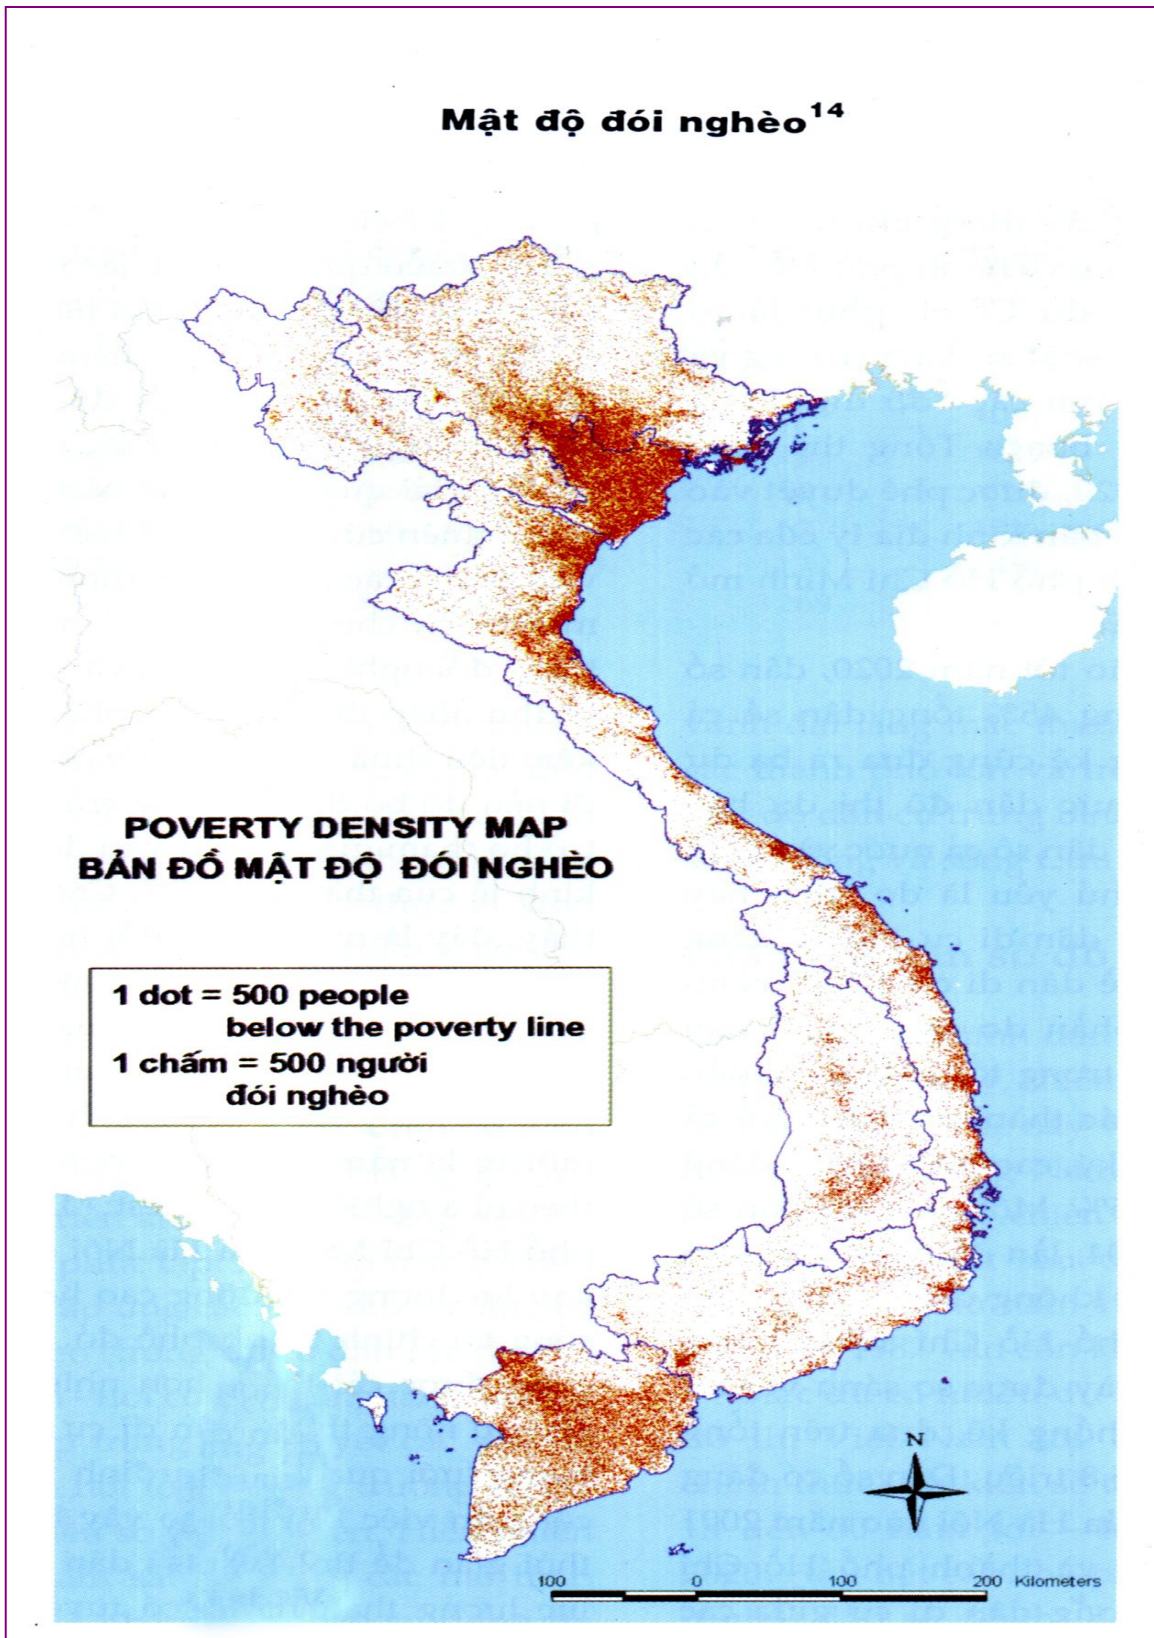 Mật độ đói nghèo14
POVERTY DENSITY MAP
BẢN ĐỒ MẬT ĐỘ ĐÓI NGHÈO
1 dot = 500 people
below the poverty line
1 chấm = 500 người
đói nghèo
N
100 0 100 200 Kilometers